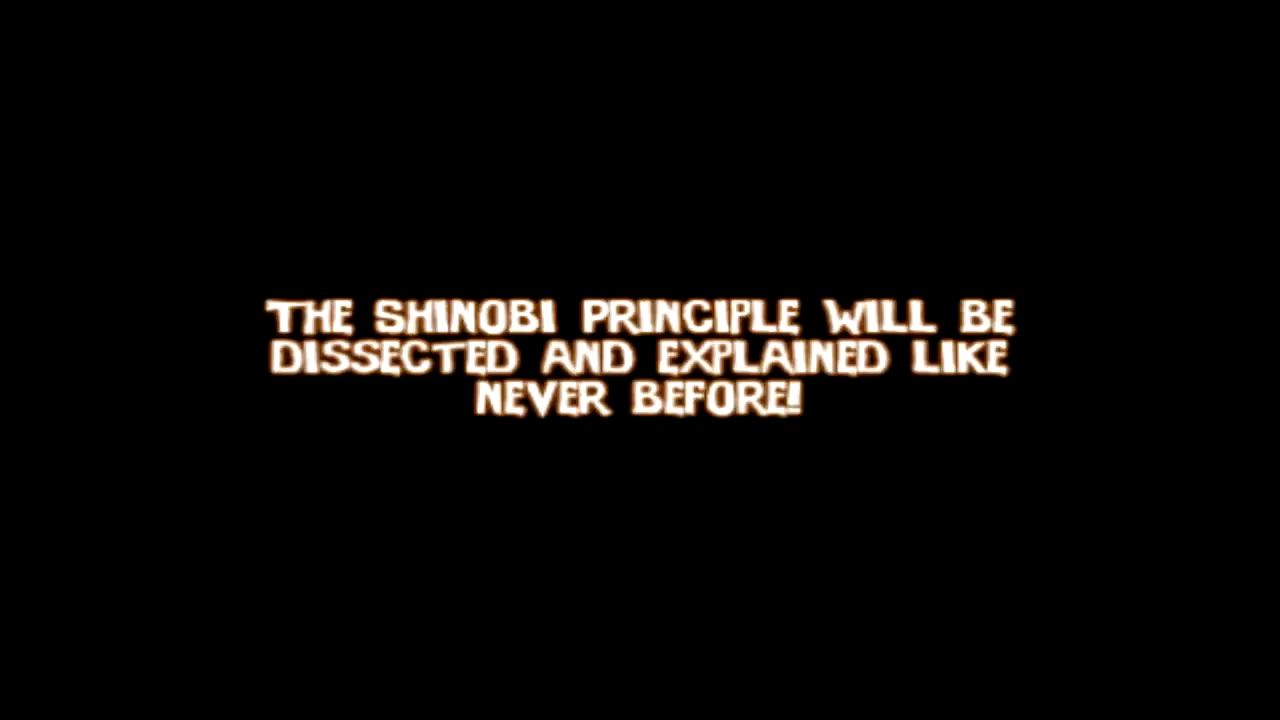 THE SHINOBI PRINCIPLE WILL BE
DISSECTED AND EXPLAINED LIKE
NEVER BEFORE!